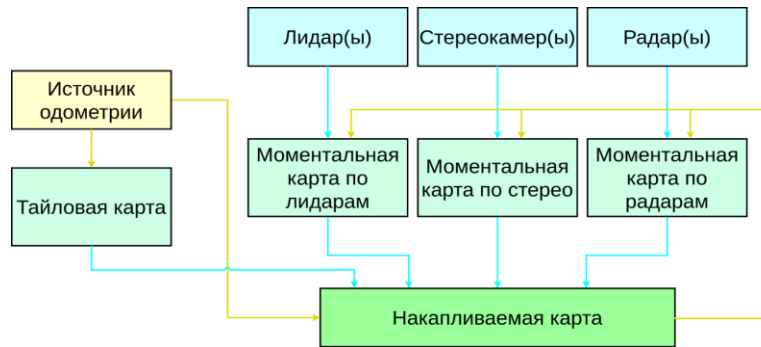 Лидар(ы)
Стереокамер(ы)
Радар(ы)
Источник
одометрии
Моментальная
карта по
лидарам
Моментальная
карта по стерео
Моментальная
карта по
радарам
Тайловая карта
Накапливаемая карта